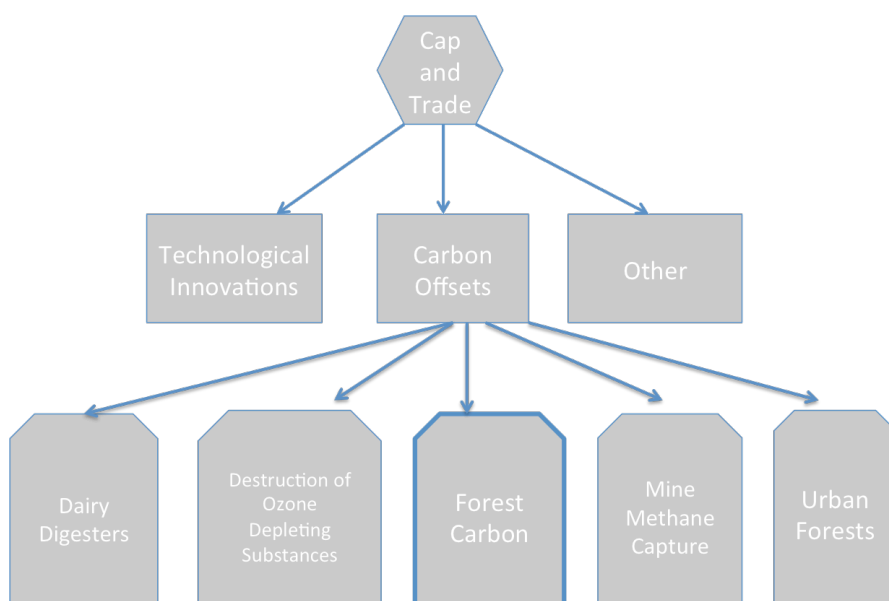 Cap
and
Trade
Technological
Innovations
Carbon
Offsets
Other
Dairy
Digesters
Destruction of
Ozone
Depleting
Substances
Forest
Carbon
Mine
Methane
Capture
Urban
Forests